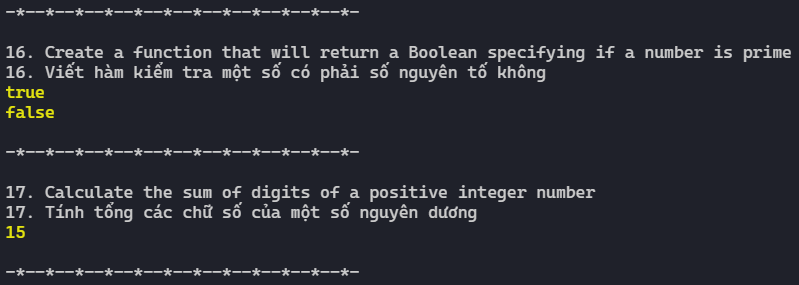 -*--*--*--*--*--*--*--*--*--*--*--*-
16. Create a function that will return a Boolean specifying if a number is prime
16. Viết hàm kiểm tra một số có phải số nguyên tố không
true
false
-*--*--*--*--*--*--*--*--*--*--*--*-
17. Calculate the sum of digits of a positive integer number
17. Tính tổng các chữ số của một số nguyên dương
15
-*--*--*--*--*--*--*--*--*--*--*--*-